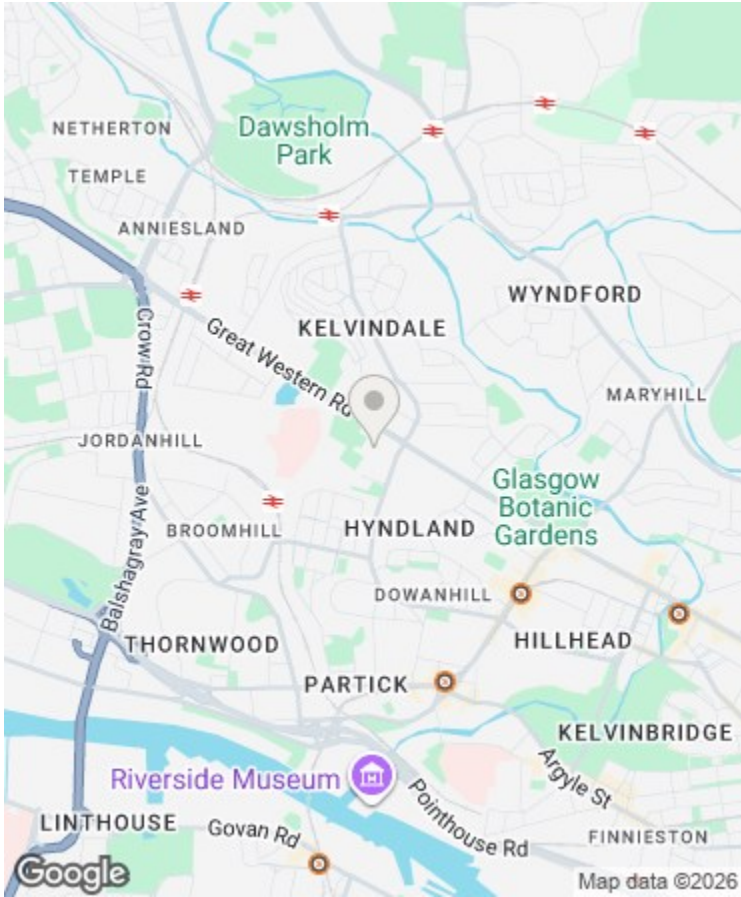 Dawsholm
Park
NETHERTON
TEMPLE
ANNIESLAND
WYNDFORD
KELVINDALE
Great Western Rd
Crow Rd
MARYHILL
JORDANHILL
Glasgow
Botanic
Gardens
BROOMHILL
HYNDLAND
Balshagray Ave
DOWANHILL
THORNWOOD
HILLHEAD
PARTICK
KELVINBRIDGE
Riverside Museum
Argyle St
Pointhouse Rd
LINTHOUSE
Govan Rd
FINNIESTON
Google
Map data ©2026